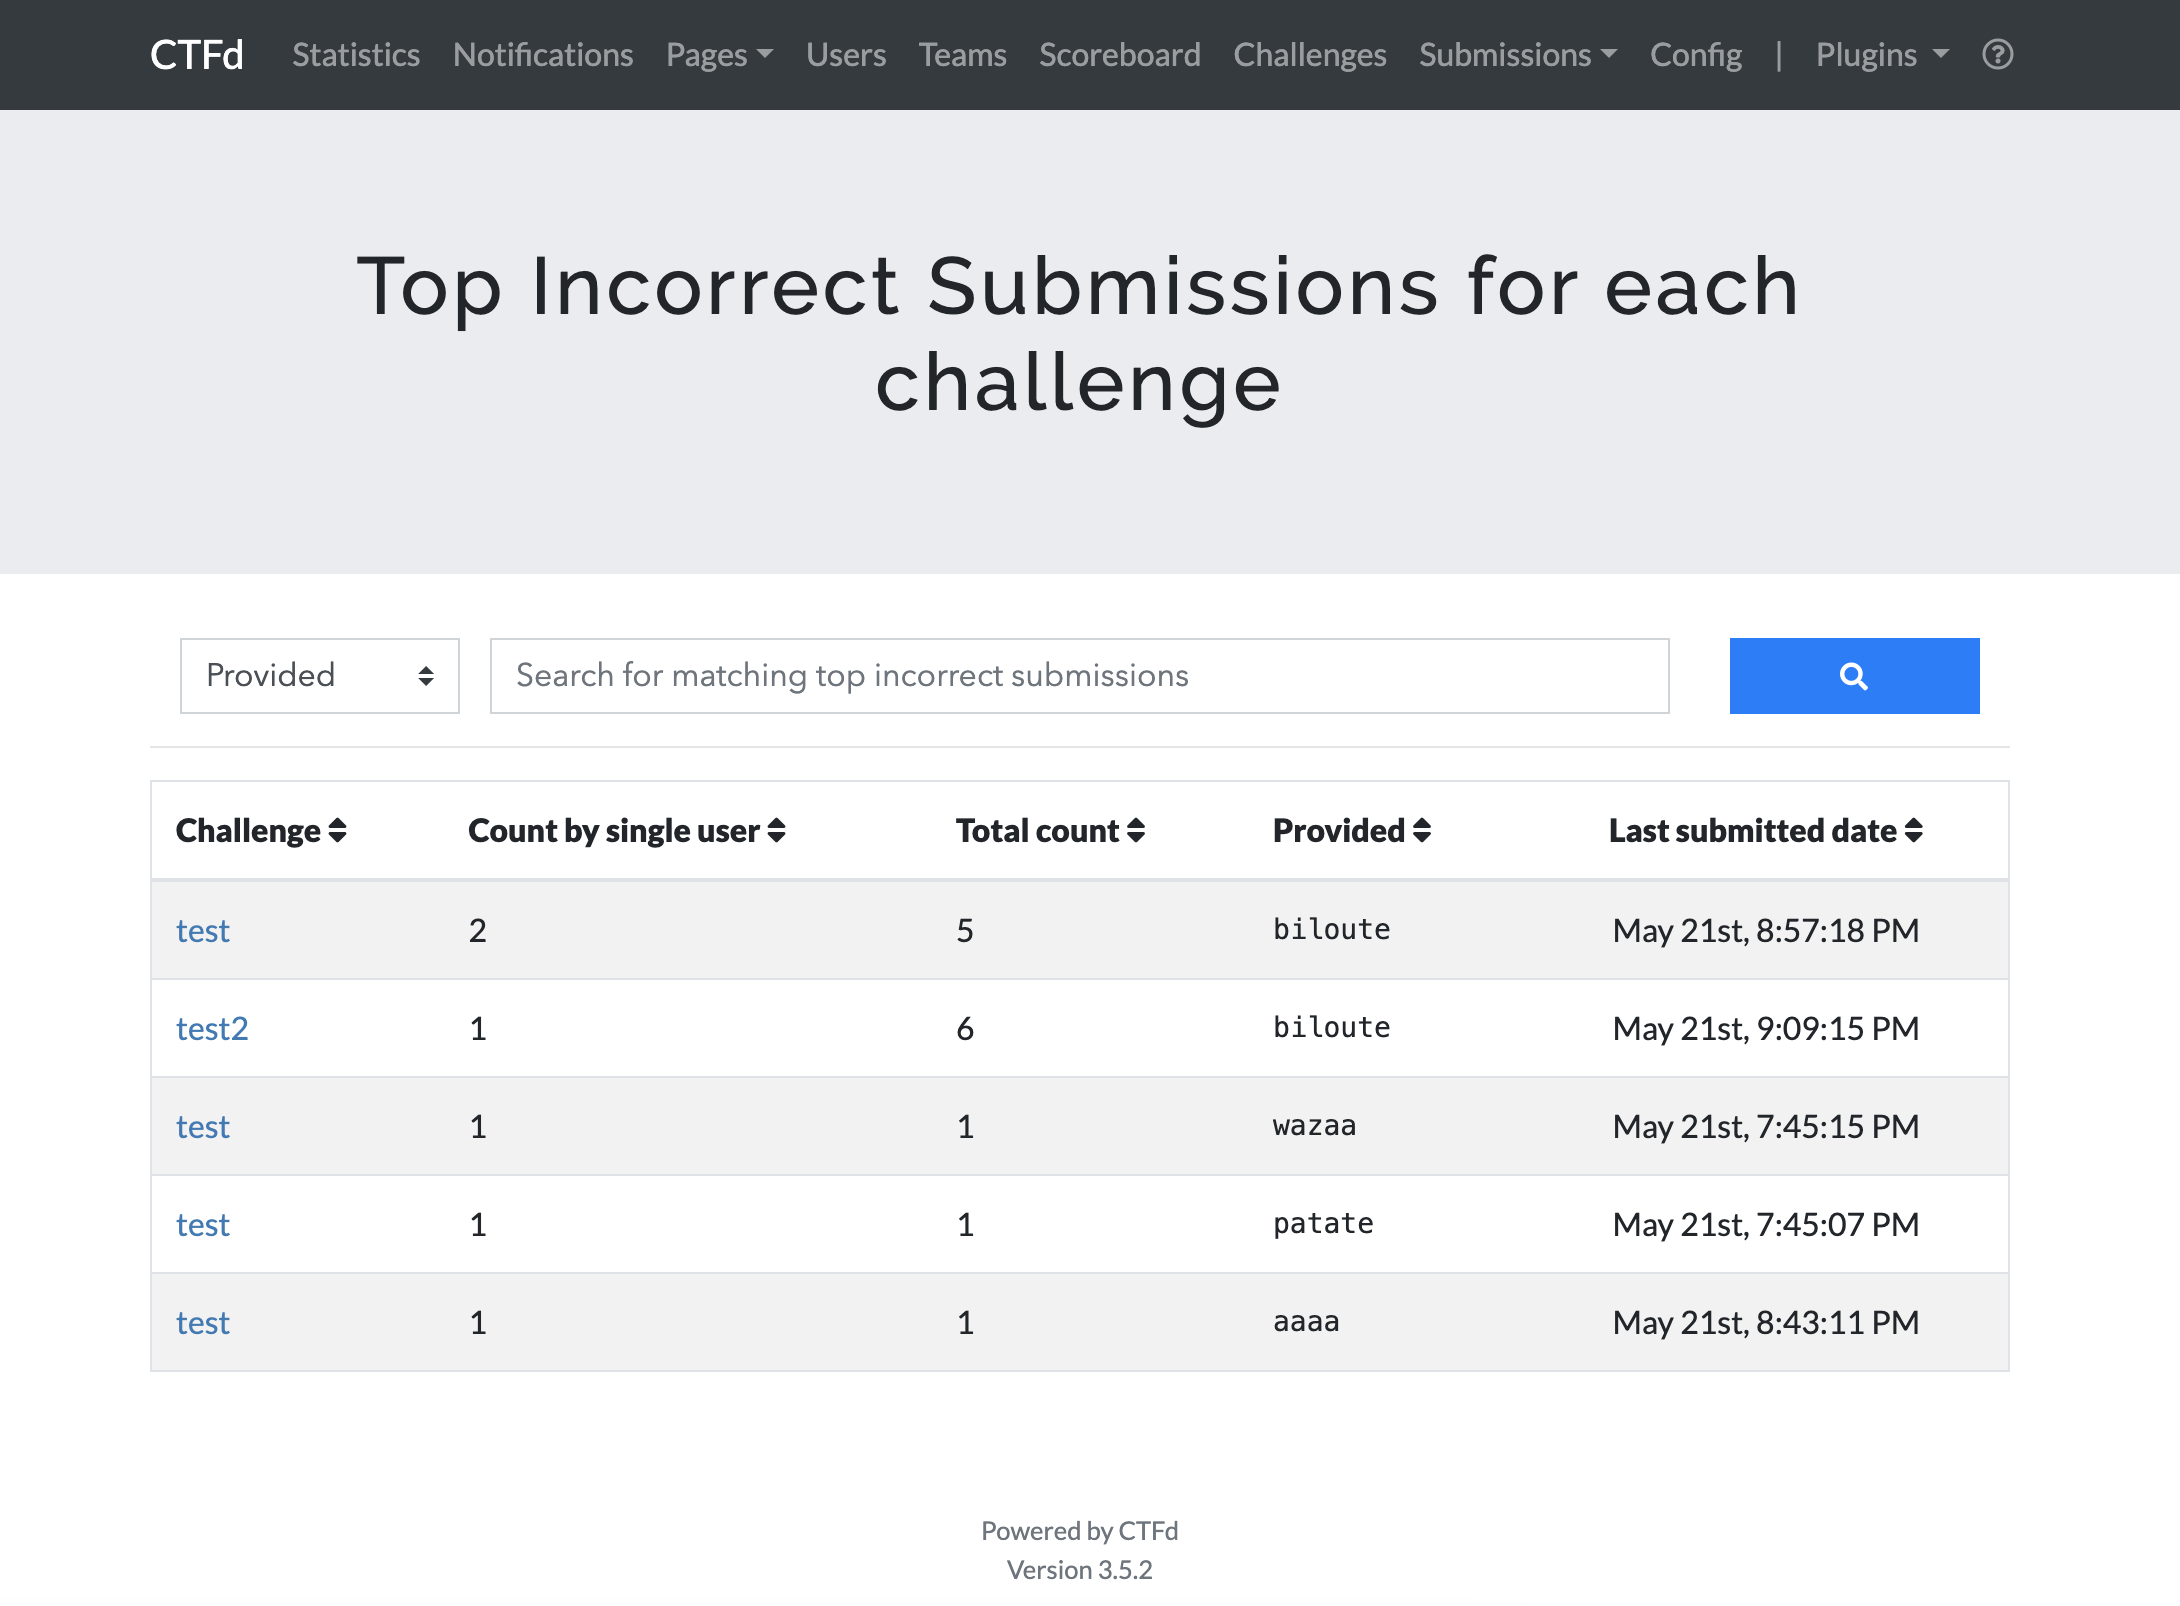 CTFd Statistics Notifications Pages Users Teams Scoreboard Challenges Submissions Config | Plugins
Top Incorrect Submissions for each
challenge
Provided Search for matching top incorrect submissions
Challenge Count by single user Total count Provided Last submitted date
test 2 5 biloute May 21st, 8:57:18 PM
test2 1 6 biloute May 21st, 9:09:15 PM
test 1 1 wazaa May 21st, 7:45:15 PM
test 1 1 patate May 21st, 7:45:07 PM
test 1 1 aaaa May 21st, 8:43:11 PM
Powered by CTFd
Version 3.5.2